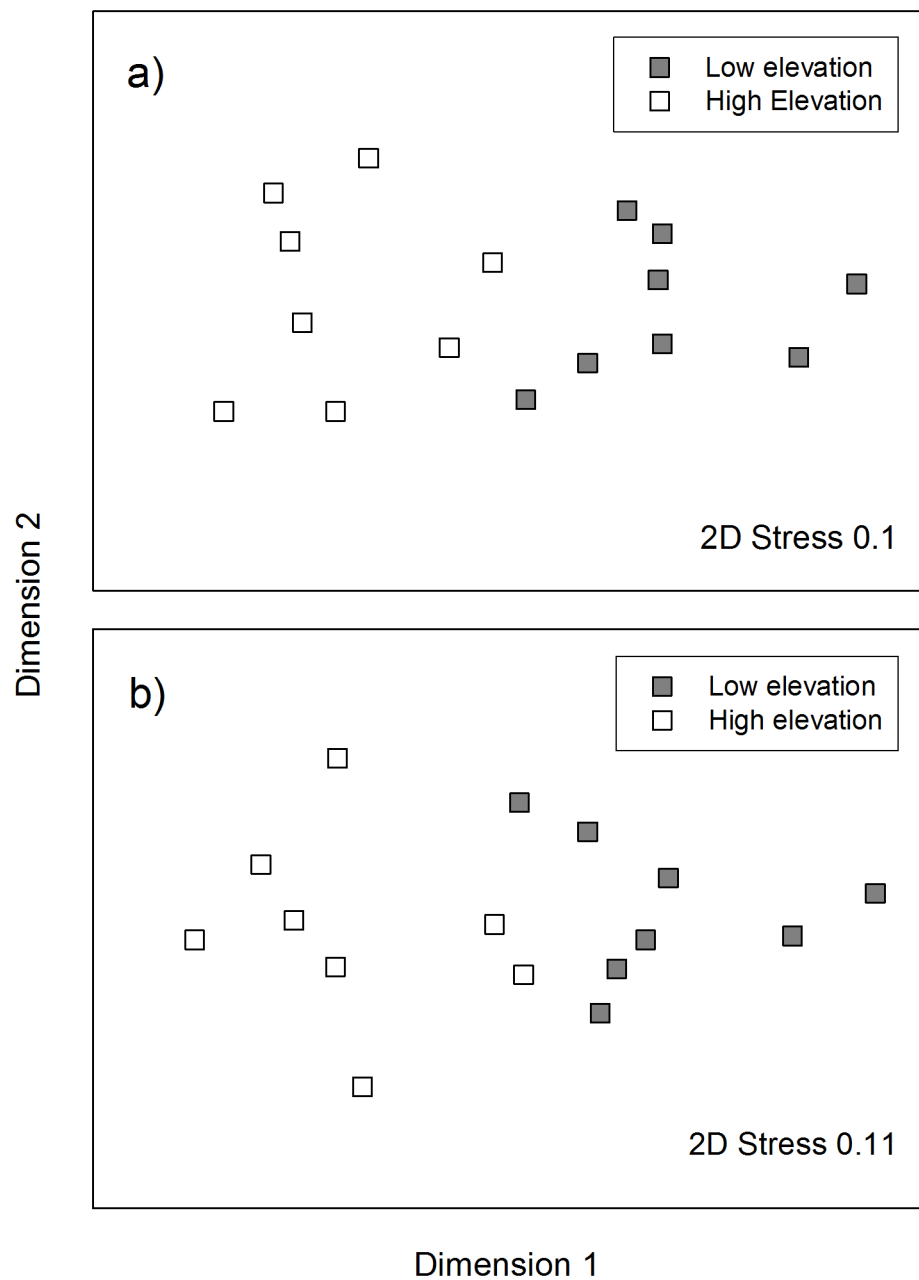 a)
Low elevation
High Elevation
2D Stress 0.1
Dimension 2
b)
Low elevation
High elevation
2D Stress 0.11
Dimension 1